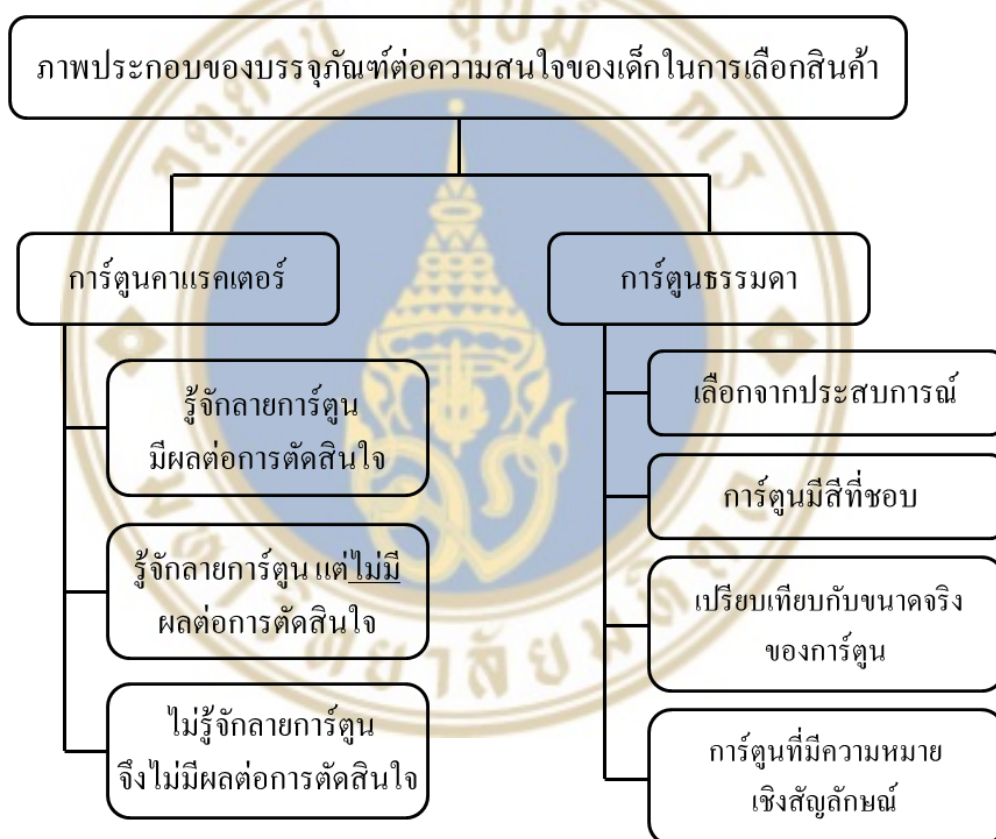 ภาพประกอบของบรรจุภัณฑ์ต่อความสนใจของเด็กในการเลือกสินค้า
การ์ตูนคาแรคเตอร์
รู้จักลายการ์ตูน
มีผลต่อการตัดสินใจ
รู้จักลายการ์ตูน แต่ไม่มี
ผลต่อการตัดสินใจ
ไม่รู้จักลายการ์ตูน
จึงไม่มีผลต่อการตัดสินใจ
การ์ตูนธรรมดา
เลือกจากประสบการณ์
การ์ตูนมีสีที่ชอบ
เปรียบเทียบกับขนาดจริง
ของการ์ตูน
การ์ตูนที่มีความหมาย
เชิงสัญลักษณ์